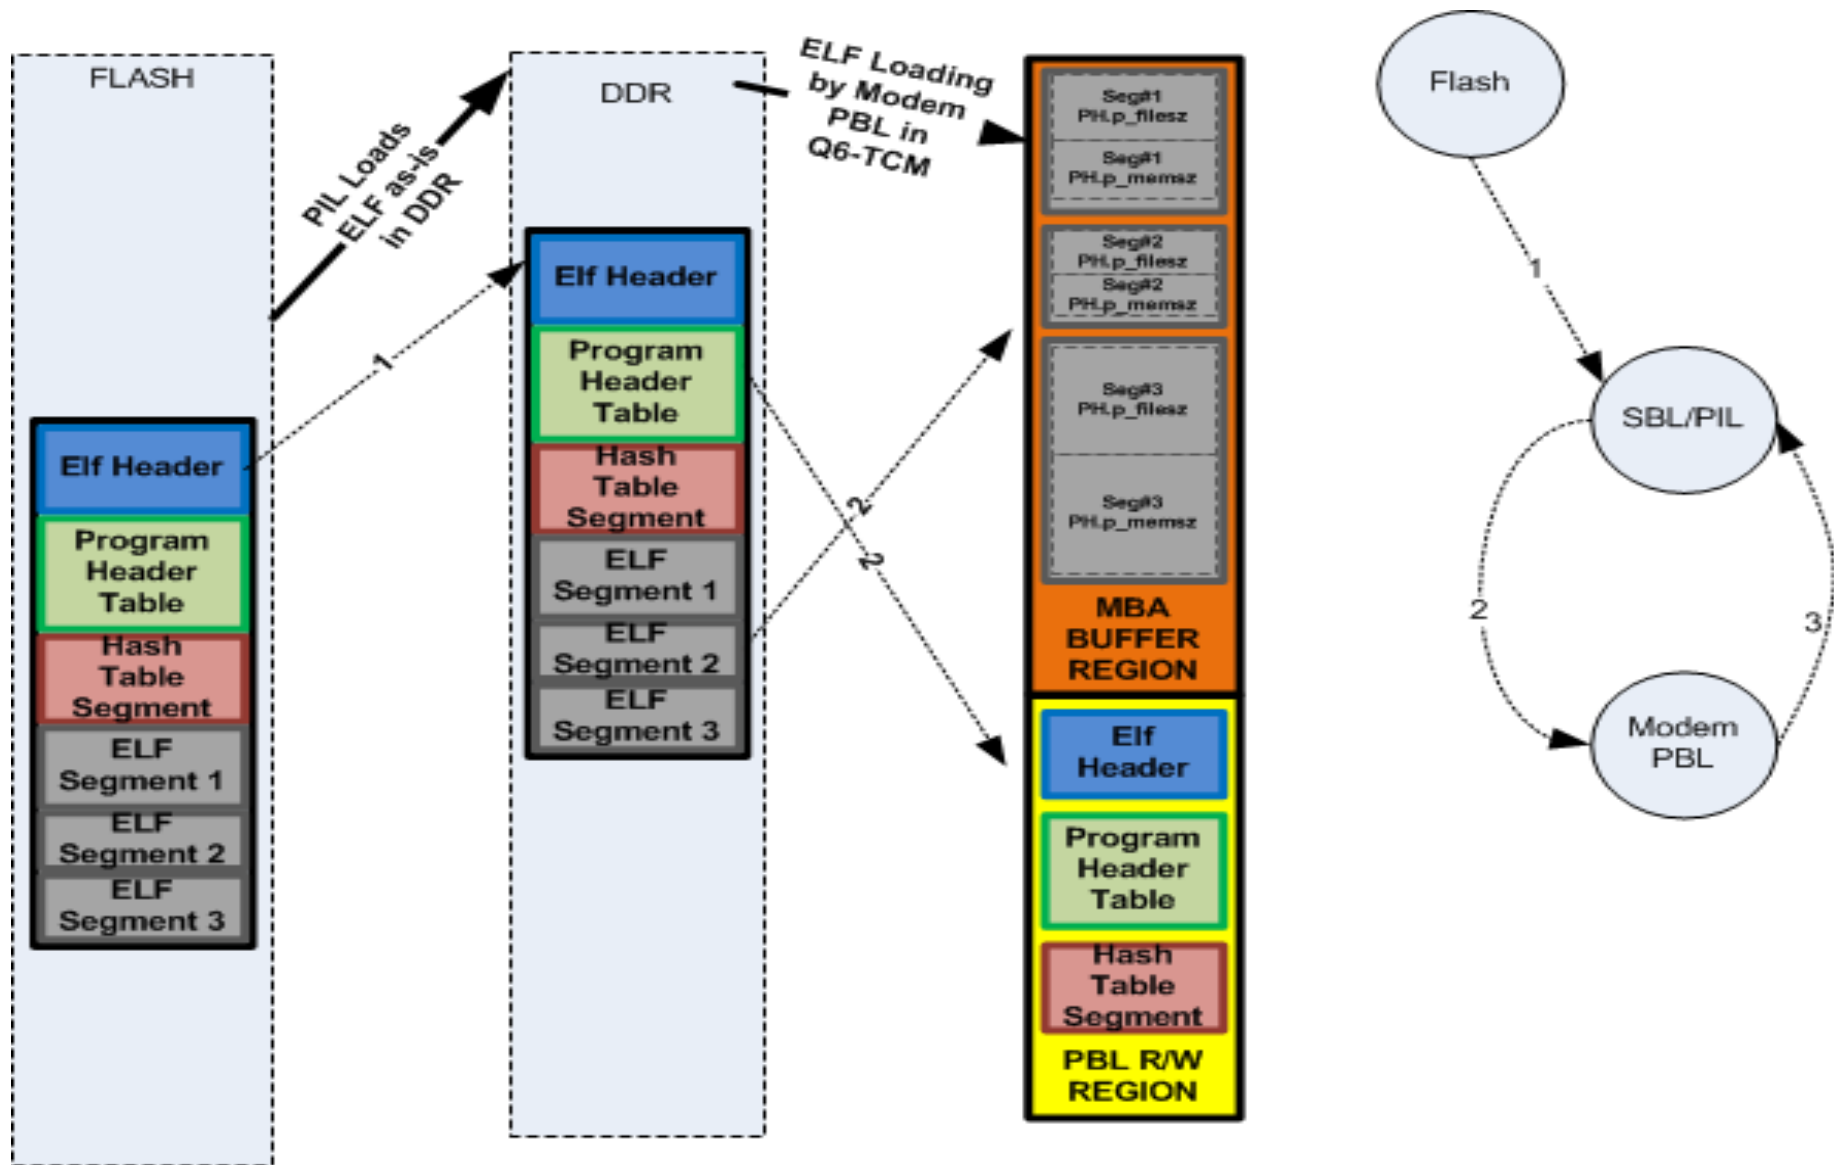 FLASH
PIL Loads
ELF as-is
in DDR
1
Elf Header
Program
Header
Table
Hash
Table
Segment
ELF
Segment 1
ELF
Segment 2
ELF
Segment 3
DDR
Elf Header
Program
Header
Table
Hash
Table
Segment
ELF
Segment 1
ELF
Segment 2
ELF
Segment 3
ELF Loading
by Modem
PBL in
Q6-TCM
2
2
Seg#1
PH.p_filesz
Seg#1
PH.p_memsz
Seg#2
PH.p_filesz
Seg#2
PH.p_memsz
Seg#3
PH.p_filesz
Seg#3
PH.p_memsz
MBA
BUFFER
REGION
Elf
Header
Program
Header
Table
Hash
Table
Segment
PBL R/W
REGION
Flash
1
SBL/PIL
2
3
Modem
PBL